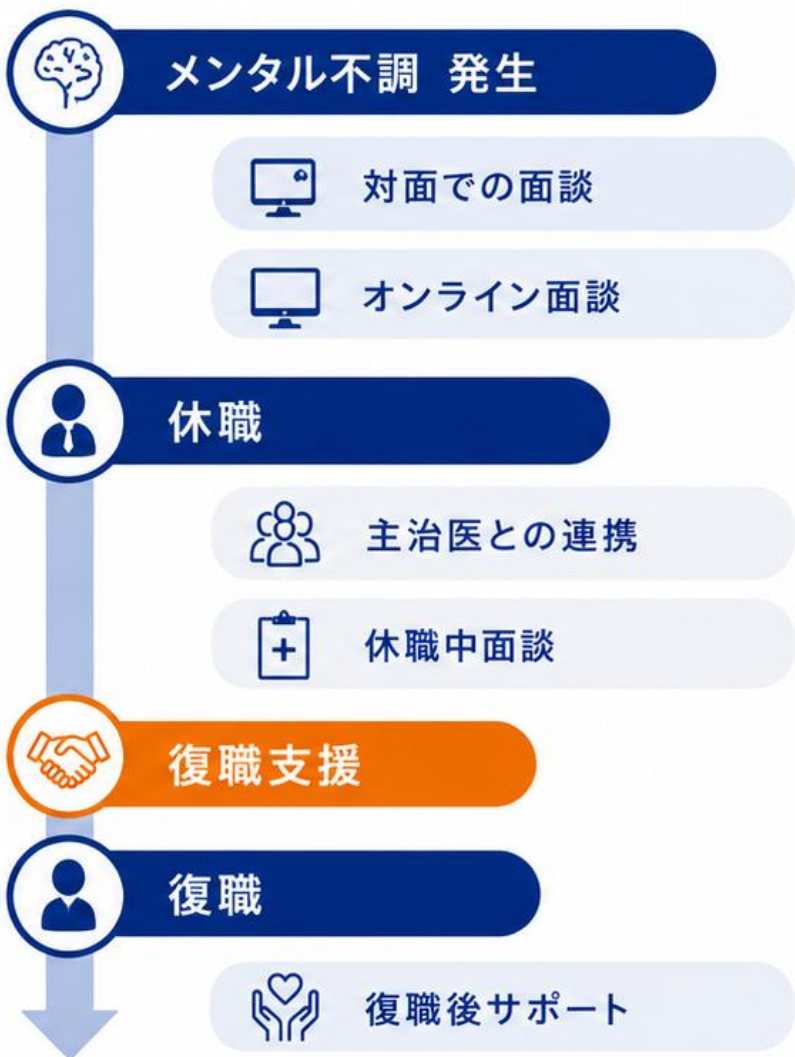 メンタル不調 発生
対面での面談
オンライン面談
休職
主治医との連携
休職中面談
復職支援
復職
復職後サポート